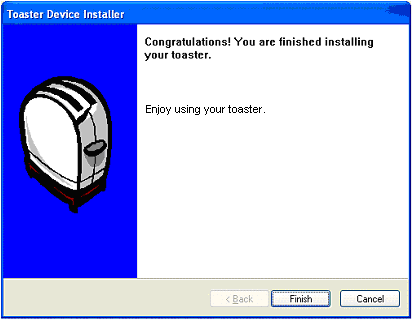 Toaster Device Installer
Congratulations! You are finished installing
your toaster.
Enjoy using your toaster.
< Back
Finish
Cancel